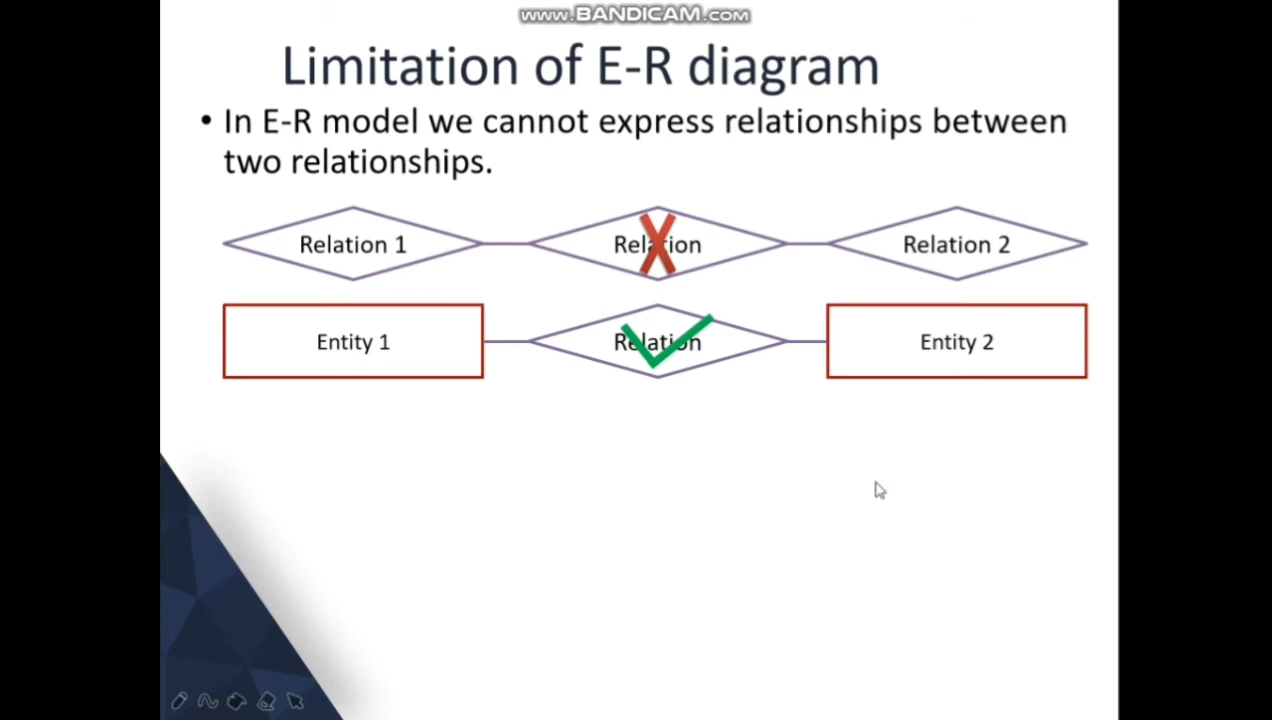 www.BANDICAM.com
Limitation of E-R diagram
• In E-R model we cannot express relationships between
two relationships.
Relation 1 Relation Relation 2
Entity 1 Relation Entity 2